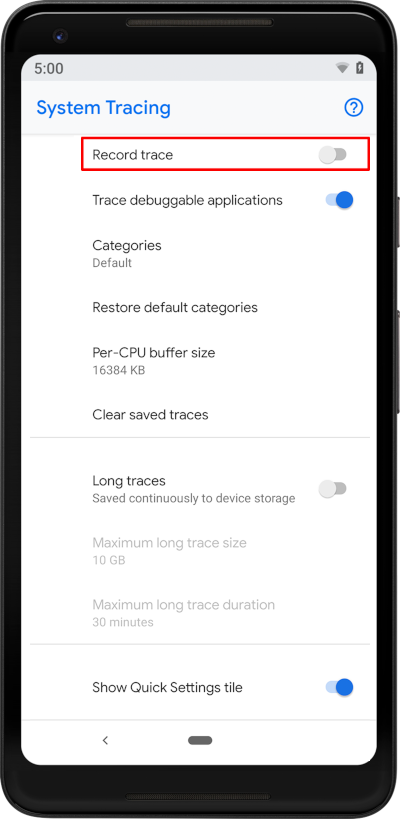 5:00
System Tracing
Record trace
Trace debuggable applications
Categories
Default
Restore default categories
Per-CPU buffer size
16384 KB
Clear saved traces
Long traces
Saved continuously to device storage
Maximum long trace size
10 GB
Maximum long trace duration
30 minutes
Show Quick Settings tile